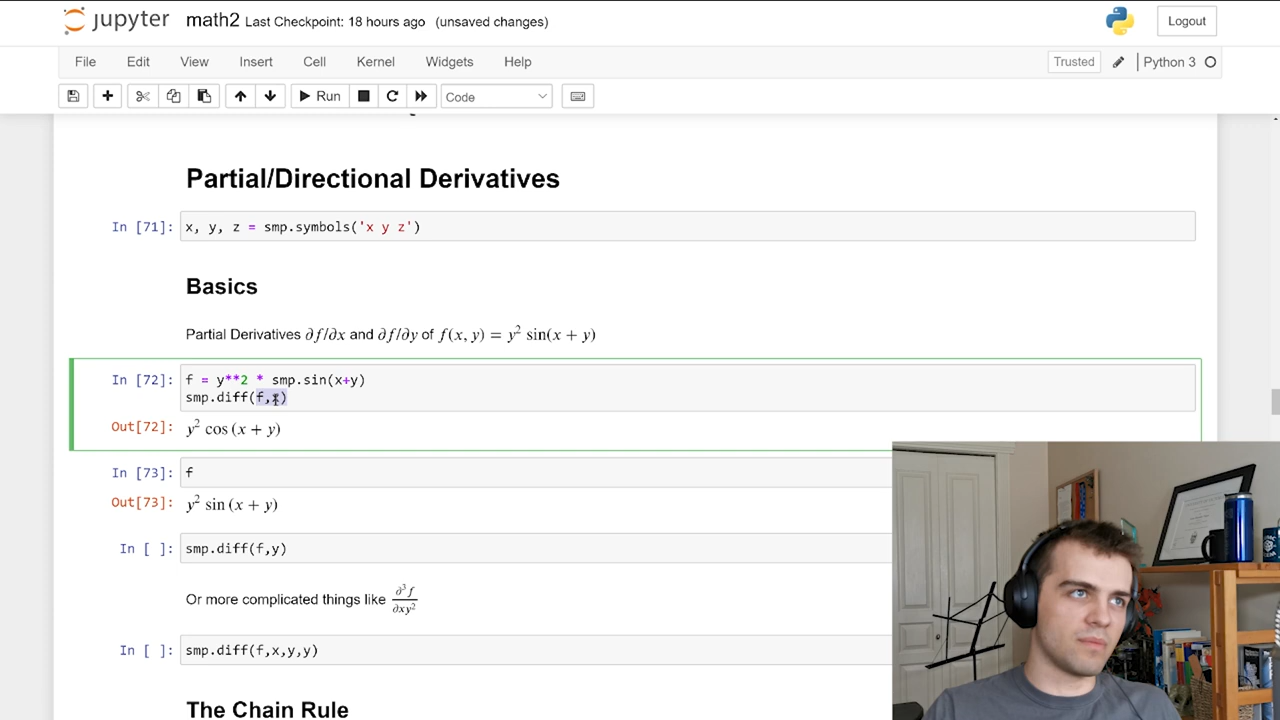 jupyter math2 Last Checkpoint: 18 hours ago (unsaved changes) Logout
File Edit View Insert Cell Kernel Widgets Help Trusted Python 3
Run Code
Partial/Directional Derivatives
In [71]: x, y, z = smp.symbols('x y z')
Basics
Partial Derivatives ∂f/∂x and ∂f/∂y of f(x, y) = y² sin(x + y)
In [72]: f = y**2 * smp.sin(x+y)
smp.diff(f,x)
Out[72]: y² cos (x + y)
In [73]: f
Out[73]: y² sin (x + y)
In [ ]: smp.diff(f,y)
Or more complicated things like ∂³f/∂xy²
In [ ]: smp.diff(f,x,y,y)
The Chain Rule